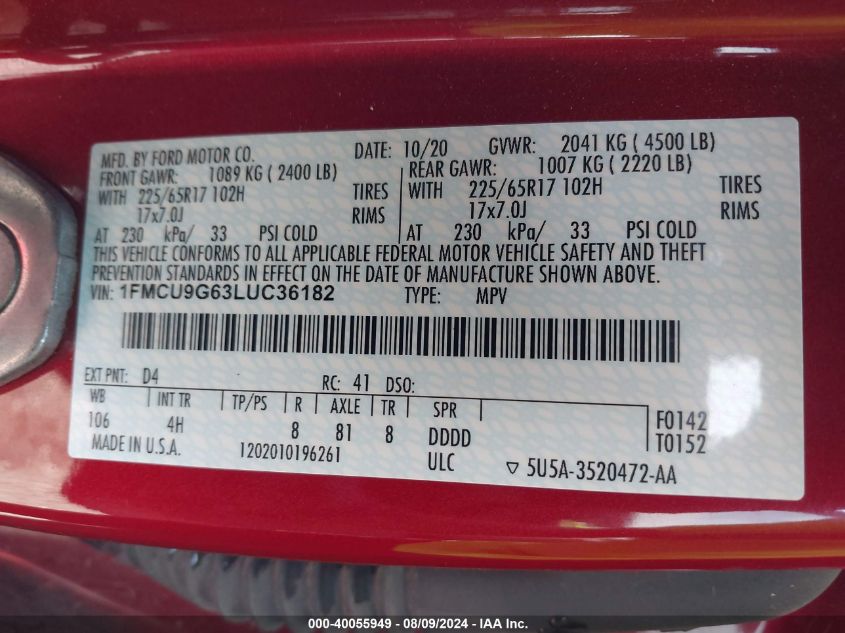 MFD. BY FORD MOTOR CO. DATE: 10/20 GVWR: 2041 KG ( 4500 LB)
FRONT GAWR: 1089 KG ( 2400 LB) REAR GAWR: 1007 KG ( 2220 LB)
WITH 225/65R17 102H TIRES WITH 225/65R17 102H TIRES
17x7.0J RIMS 17x7.0J RIMS
AT 230 kPa/ 33 PSI COLD AT 230 kPa/ 33 PSI COLD
THIS VEHICLE CONFORMS TO ALL APPLICABLE FEDERAL MOTOR VEHICLE SAFETY AND THEFT
PREVENTION STANDARDS IN EFFECT ON THE DATE OF MANUFACTURE SHOWN ABOVE.
VIN: 1FMCU9G63LUC36182 TYPE: MPV
EXT PNT: D4 RC: 41 DSO:
WB INT TR TP/PS R AXLE TR SPR
106 4H 8 81 8 DDDD F0142
T0152
MADE IN U.S.A. 1202010196261 ULC ▽ 5U5A-3520472-AA
000-40055949 - 08/09/2024 - IAA Inc.